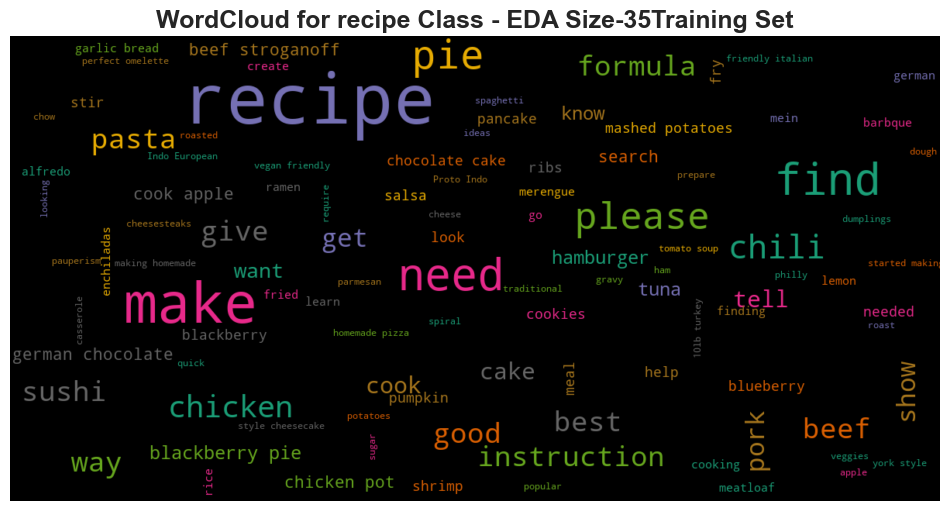 WordCloud for recipe Class - EDA Size-35Training Set
garlic bread
beef stroganoff
pie
formula
friendly italian
perfect omelette
create
fry
german
recipe
stir
spaghetti
chow
pancake
know
mashed potatoes
mein
barbque
pasta
roasted
ideas
Indo European
vegan friendly
chocolate cake
ribs
search
dough
alfredo
ramen
Proto Indo
prepare
find
looking
cook apple
require
salsa
merengue
cheese
go
please
dumplings
cheesesteaks
give
get
look
tomato soup
chili
pauperism
enchiladas
making homemade
want
hamburger
ham
started making
philly
need
parmesan
traditional
gravy
tuna
lemon
make
fried
learn
tell
casserole
blackberry
homemade pizza
spiral
cookies
10lb turkey
finding
needed
roast
german chocolate
quick
cake
meal
help
sushi
cook
pumpkin
blueberry
show
chicken
potatoes
style cheesecake
good
best
pork
beef
way
blackberry pie
sugar
instruction
cooking
veggies
york style
apple
rice
chicken pot
shrimp
popular
meatloaf